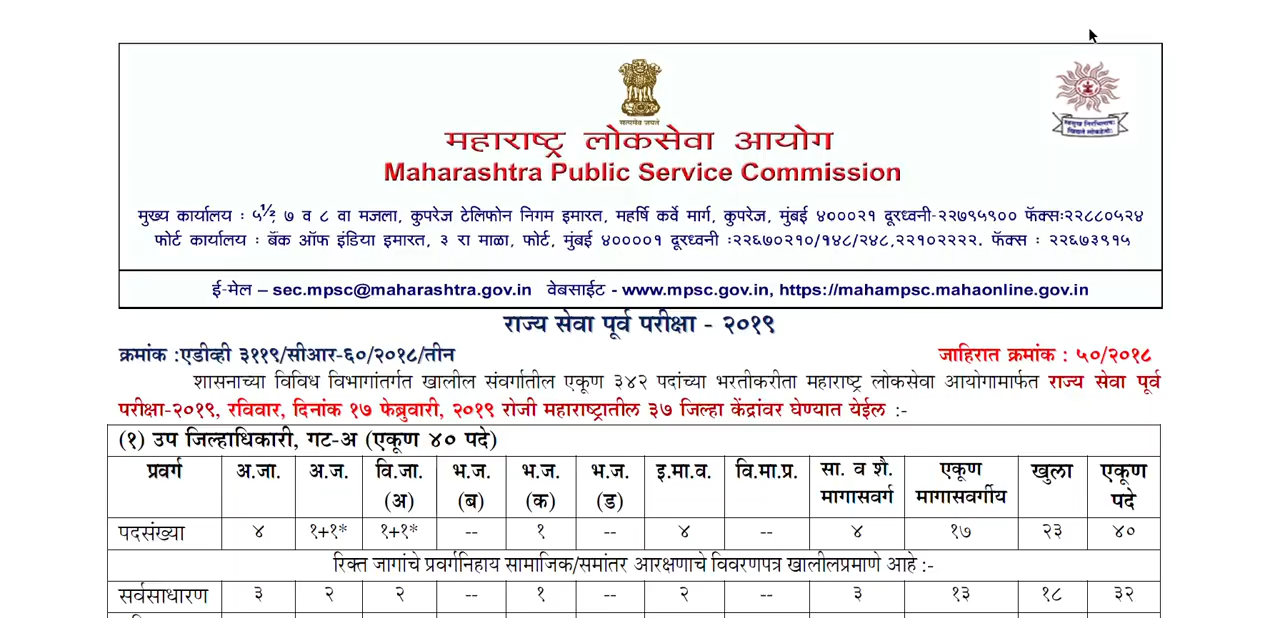 सत्यमेव जयते
महाराष्ट्र लोकसेवा आयोग
Maharashtra Public Service Commission
मुख्य कार्यालय : ५½, ७ व ८ वा मजला, कुपरेज टेलिफोन निगम इमारत, महर्षि कर्वे मार्ग, कुपरेज, मुंबई ४०००२१ दूरध्वनी-२२७९५९०० फॅक्सः२२८८०५२४
फोर्ट कार्यालय : बॅंक ऑफ इंडिया इमारत, ३ रा माळा, फोर्ट, मुंबई ४००००१ दूरध्वनी :२२६७०२१०/१४८/२४८,२२१०२२२२. फॅक्स : २२६७३९१५
ई-मेल – sec.mpsc@maharashtra.gov.in वेबसाईट - www.mpsc.gov.in, https://mahampsc.mahaonline.gov.in
राज्य सेवा पूर्व परीक्षा - २०१९
क्रमांक :एडीव्ही ३११९/सीआर-६०/२०१८/तीन जाहिरात क्रमांक : ५०/२०१८
शासनाच्या विविध विभागांतर्गत खालील संवर्गातील एकूण ३४२ पदांच्या भरतीकरीता महाराष्ट्र लोकसेवा आयोगामार्फत राज्य सेवा पूर्व
परीक्षा-२०१९, रविवार, दिनांक १७ फेब्रुवारी, २०१९ रोजी महाराष्ट्रातील ३७ जिल्हा केंद्रांवर घेण्यात येईल :-
(१) उप जिल्हाधिकारी, गट-अ (एकूण ४० पदे)
प्रवर्ग अ.जा. अ.ज. वि.जा. भ.ज. भ.ज. भ.ज. इ.मा.व. वि.मा.प्र. सा. व शै. एकूण खुला एकूण
(अ) (ब) (क) (ड) मागासवर्ग मागासवर्गीय पदे
पदसंख्या ४ १+१* १+१* -- १ -- ४ -- ४ १७ २३ ४०
रिक्त जागांचे प्रवर्गनिहाय सामाजिक/समांतर आरक्षणाचे विवरणपत्र खालीलप्रमाणे आहे :-
सर्वसाधारण ३ २ २ -- १ -- २ -- ३ १३ १८ ३२